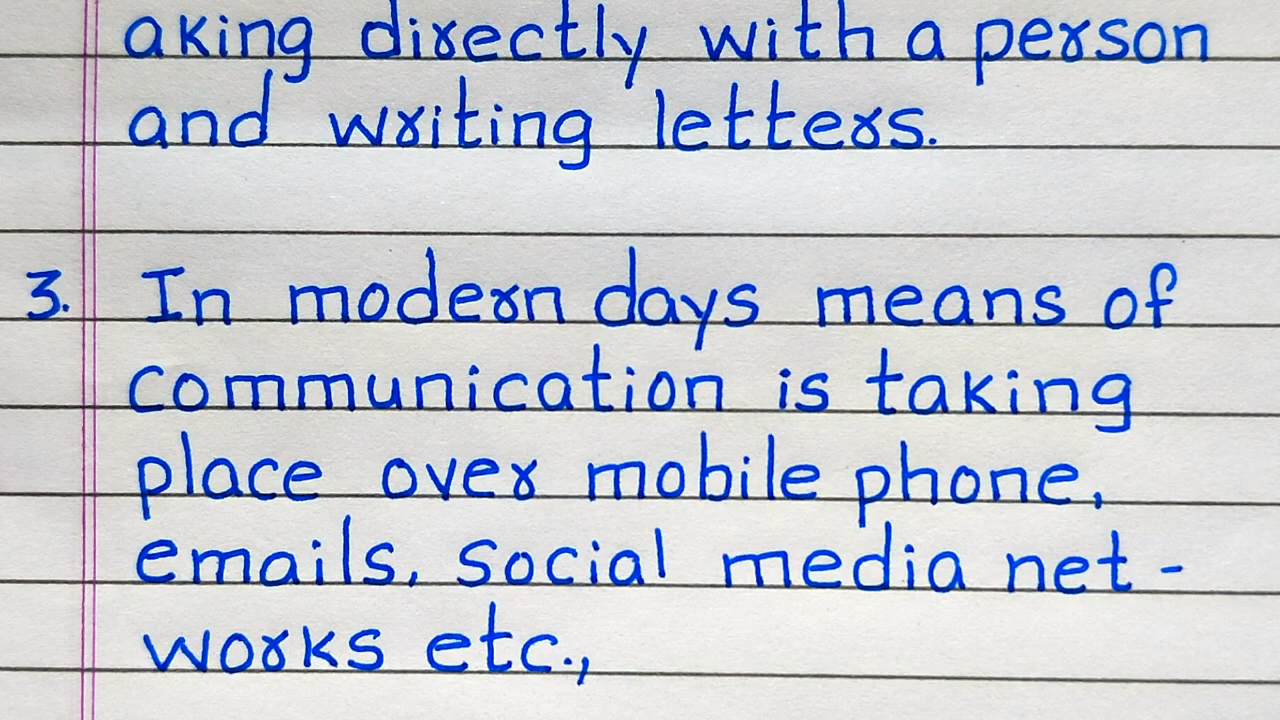 aking directly with a person
and writing letters.
3. In modern days means of
communication is taking
place over mobile phone,
emails, social media net-
works etc.,